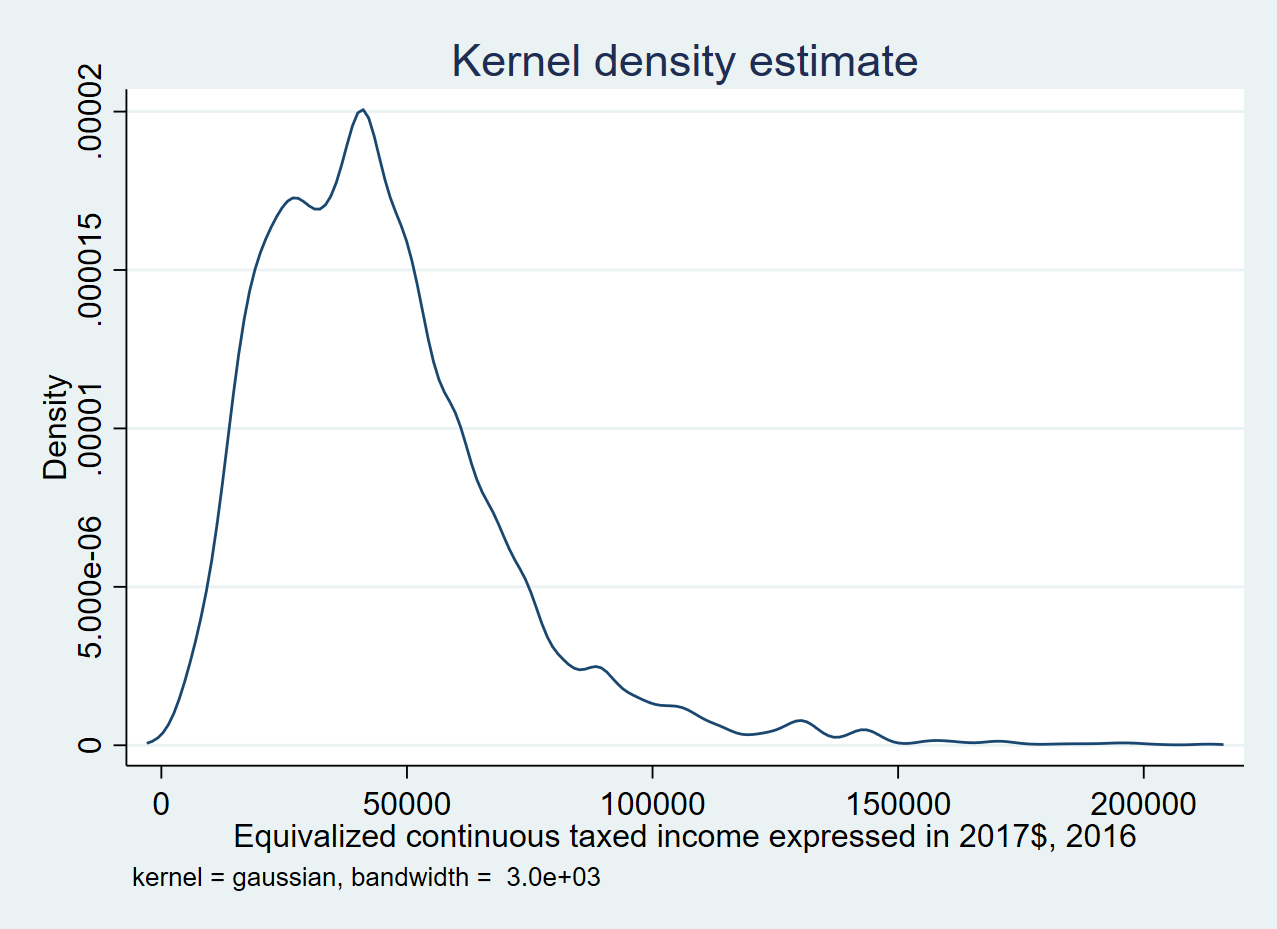 Kernel density estimate
Density
.00002
.000015
.00001
5.000e-06
0
0 50000 100000 150000 200000
Equivalized continuous taxed income expressed in 2017$, 2016
kernel = gaussian, bandwidth = 3.0e+03